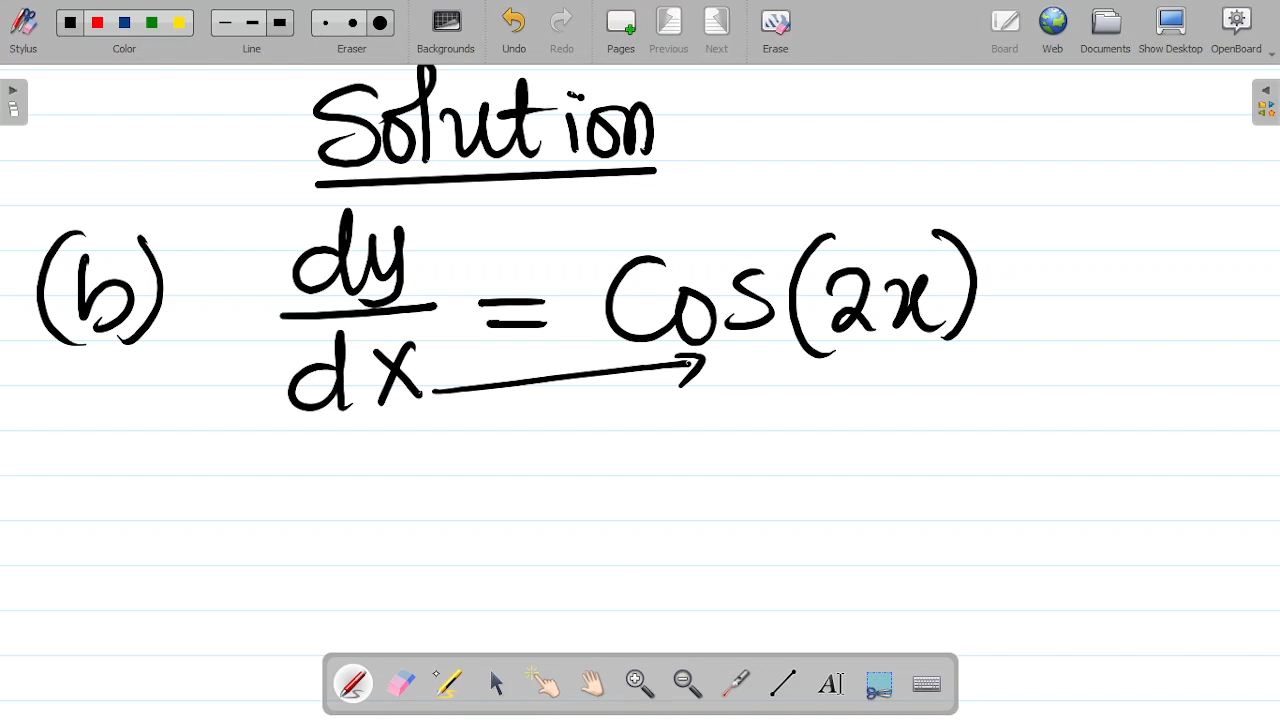 Stylus Color Line Eraser Backgrounds Undo Redo Pages Previous Next Erase Board Web Documents Show Desktop OpenBoard
Solution
(b) dy/dx = Cos(2x)